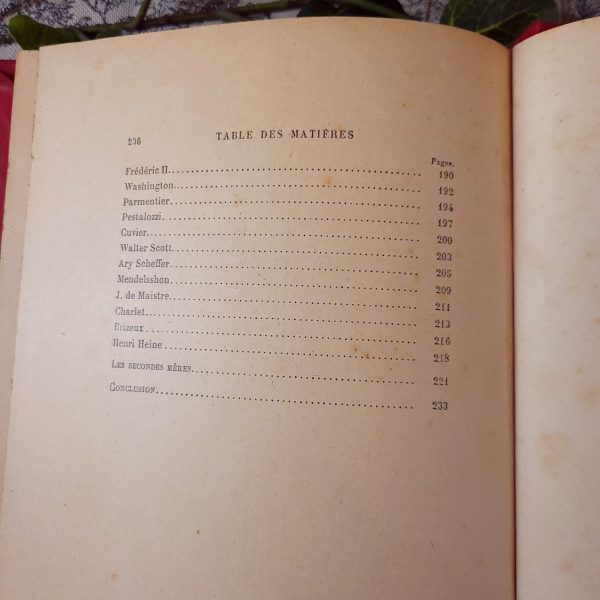 236 TABLE DES MATIÈRES
Pages.
Frédéric II. 190
Washington. 192
Parmentier. 194
Pestalozzi. 197
Cuvier. 200
Walter Scott. 203
Ary Scheffer. 205
Mendelsshon. 209
J. de Maistre. 211
Charlet. 213
Brizeux. 216
Henri Heine. 218
LES SECONDES MÈRES. 221
CONCLUSION. 233